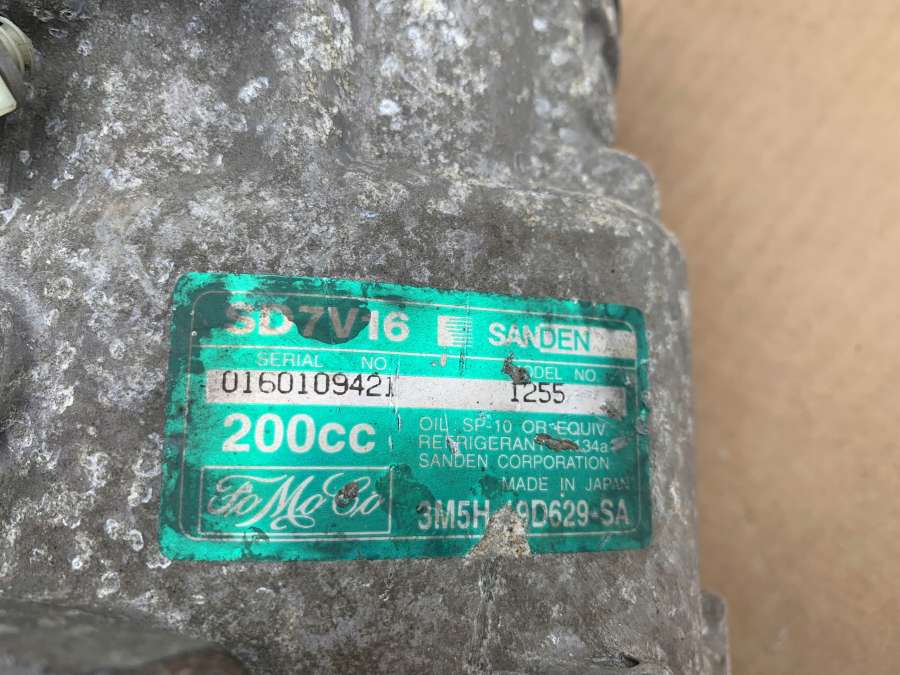 SD7V16 SANDEN
SERIAL NO. MODEL NO.
0160109421 1255
200cc
OIL: SP-10 OR EQUIV
REFRIGERANT 134a
SANDEN CORPORATION
MADE IN JAPAN
FoMoCo
3M5H-19D629-SA